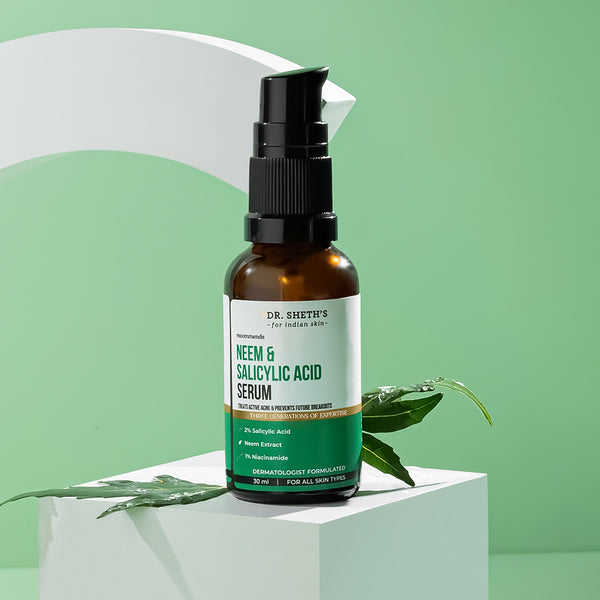 DR. SHETH'S
-for indian skin-
recommends
NEEM &
SALICYLIC ACID
SERUM
TREATS ACTIVE ACNE & PREVENTS FUTURE BREAKOUTS
THREE GENERATIONS OF EXPERTISE
2% Salicylic Acid
Neem Extract
1% Niacinamide
DERMATOLOGIST FORMULATED
30 ml | FOR ALL SKIN TYPES